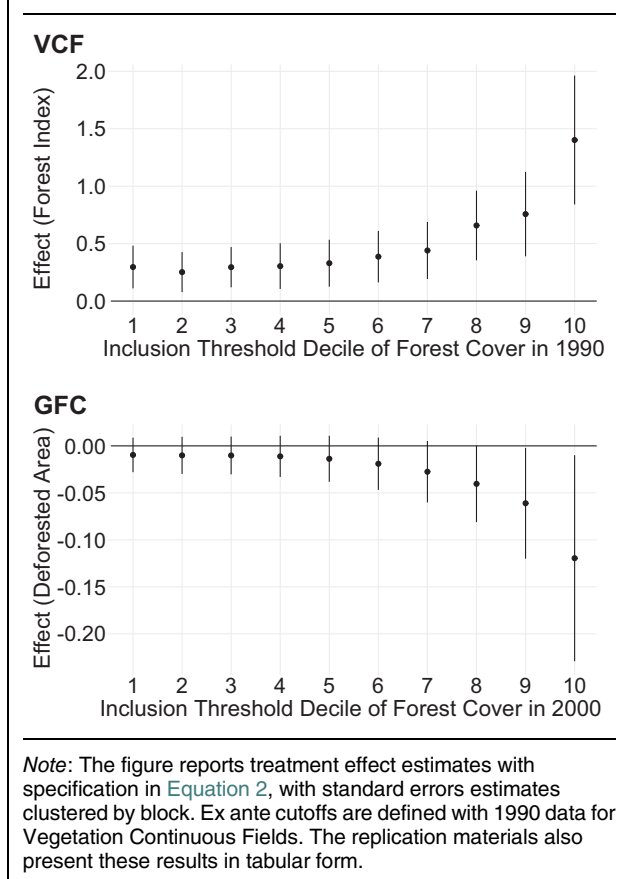 VCF
Effect (Forest Index)
2.0
1.5
1.0
0.5
0.0
1 2 3 4 5 6 7 8 9 10
Inclusion Threshold Decile of Forest Cover in 1990
GFC
Effect (Deforested Area)
0.00
-0.05
-0.10
-0.15
-0.20
1 2 3 4 5 6 7 8 9 10
Inclusion Threshold Decile of Forest Cover in 2000
Note: The figure reports treatment effect estimates with
specification in Equation 2, with standard errors estimates
clustered by block. Ex ante cutoffs are defined with 1990 data for
Vegetation Continuous Fields. The replication materials also
present these results in tabular form.